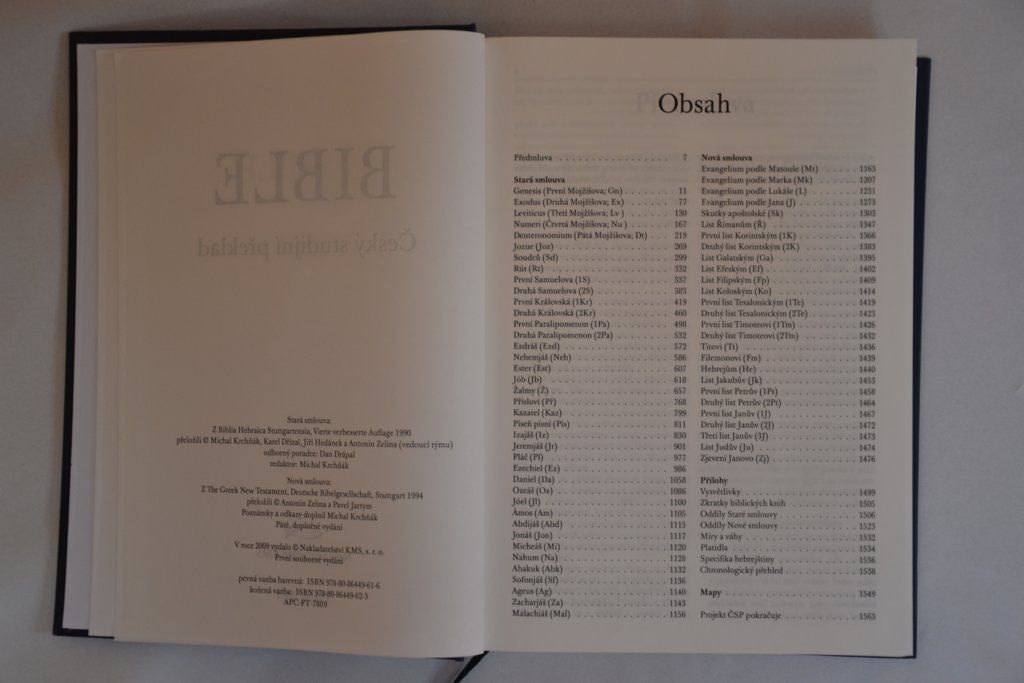 BIBLE
Český studijní překlad
Stará smlouva:
Z Biblia Hebraica Stuttgartensia, Vierte verbesserte Auflage 1990
přeložili © Michal Krchňák, Karel Dřízal, Jiří Hedánek a Antonín Zelina (vedoucí týmu)
odborný poradce: Dan Drápal
redaktor: Michal Krchňák
Nová smlouva:
Z The Greek New Testament, Deutsche Bibelgesellschaft, Stuttgart 1994
přeložili © Antonín Zelina a Pavel Jartym
Poznámky a odkazy doplnil Michal Krchňák
Páté, doplněné vydání
V roce 2009 vydalo © Nakladatelství KMS, s. r. o.
První souborné vydání
pevná vazba barevná: ISBN 978-80-86449-61-6
kožená vazba: ISBN 978-80-86449-62-3
APC-FT-7809
Obsah
Předmluva . . . . . . . . . . 7
Stará smlouva
Genesis (První Mojžíšova; Gn) . . . . . . 11
Exodus (Druhá Mojžíšova; Ex) . . . . . . 77
Leviticus (Třetí Mojžíšova; Lv ) . . . . . . 130
Numeri (Čtvrtá Mojžíšova; Nu ) . . . . . . 167
Deuteronomium (Pátá Mojžíšova; Dt) . . . 219
Jozue (Joz) . . . . . . 269
Soudců (Sd) . . . . . . 299
Rút (Rt) . . . . . . 332
První Samuelova (1S) . . . . . . 337
Druhá Samuelova (2S) . . . . . . 383
První Královská (1Kr) . . . . . . 419
Druhá Královská (2Kr) . . . . . . 460
První Paralipomenon (1Pa) . . . . . . 498
Druhá Paralipomenon (2Pa) . . . . . . 532
Ezdráš (Ezd) . . . . . . 572
Nehemjáš (Neh) . . . . . . 586
Ester (Est) . . . . . . 607
Jób (Jb) . . . . . . 618
Žalmy (Ž) . . . . . . 657
Přísloví (Př) . . . . . . 768
Kazatel (Kaz) . . . . . . 799
Píseň písní (Pís) . . . . . . 811
Izajáš (Iz) . . . . . . 830
Jeremjáš (Jr) . . . . . . 901
Pláč (Pl) . . . . . . 977
Ezechiel (Ez) . . . . . . 986
Daniel (Da) . . . . . . 1058
Ozeáš (Oz) . . . . . . 1086
Jóel (Jl) . . . . . . 1100
Ámos (Am) . . . . . . 1105
Abdijáš (Abd) . . . . . . 1115
Jonáš (Jon) . . . . . . 1117
Micheáš (Mi) . . . . . . 1120
Nahum (Na) . . . . . . 1128
Abakuk (Abk) . . . . . . 1132
Sofonjáš (Sf) . . . . . . 1136
Ageus (Ag) . . . . . . 1140
Zacharjáš (Za) . . . . . . 1143
Malachiáš (Mal) . . . . . . 1156
Nová smlouva
Evangelium podle Matouše (Mt) . . . . . . 1163
Evangelium podle Marka (Mk) . . . . . . 1207
Evangelium podle Lukáše (L) . . . . . . 1231
Evangelium podle Jana (J) . . . . . . 1273
Skutky apoštolské (Sk) . . . . . . 1303
List Římanům (Ř) . . . . . . 1347
První list Korintským (1K) . . . . . . 1366
Druhý list Korintským (2K) . . . . . . 1383
List Galatským (Ga) . . . . . . 1395
List Efeským (Ef) . . . . . . 1402
List Filipským (Fp) . . . . . . 1409
List Koloským (Ko) . . . . . . 1414
První list Tesalonickým (1Te) . . . . . . 1419
Druhý list Tesalonickým (2Te) . . . . . . 1423
První list Timoteovi (1Tm) . . . . . . 1426
Druhý list Timoteovi (2Tm) . . . . . . 1432
Titovi (Tt) . . . . . . 1436
Filemonovi (Fm) . . . . . . 1439
Hebrejům (He) . . . . . . 1440
List Jakubův (Jk) . . . . . . 1453
První list Petrův (1Pt) . . . . . . 1458
Druhý list Petrův (2Pt) . . . . . . 1464
První list Janův (1J) . . . . . . 1467
Druhý list Janův (2J) . . . . . . 1472
Třetí list Janův (3J) . . . . . . 1473
List Judův (Ju) . . . . . . 1474
Zjevení Janovo (Zj) . . . . . . 1476
Přílohy
Vysvětlivky . . . . . . 1499
Zkratky biblických knih . . . . . . 1505
Oddíly Staré smlouvy . . . . . . 1506
Oddíly Nové smlouvy . . . . . . 1523
Míry a váhy . . . . . . 1532
Platidla . . . . . . 1534
Specifika hebrejštiny . . . . . . 1536
Chronologický přehled . . . . . . 1538
Mapy . . . . . . 1549
Projekt ČSP pokračuje . . . . . . 1563